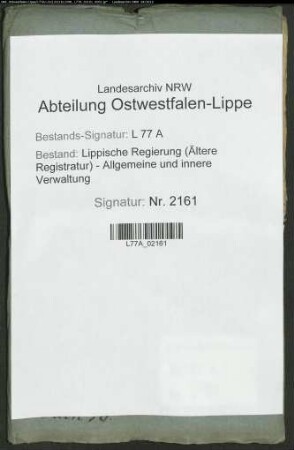 Landesarchiv NRW
Abteilung Ostwestfalen-Lippe
Bestands-Signatur: L 77 A
Bestand: Lippische Regierung (Ältere
Registratur) - Allgemeine und innere
Verwaltung
Signatur: Nr. 2161
L77A_02161